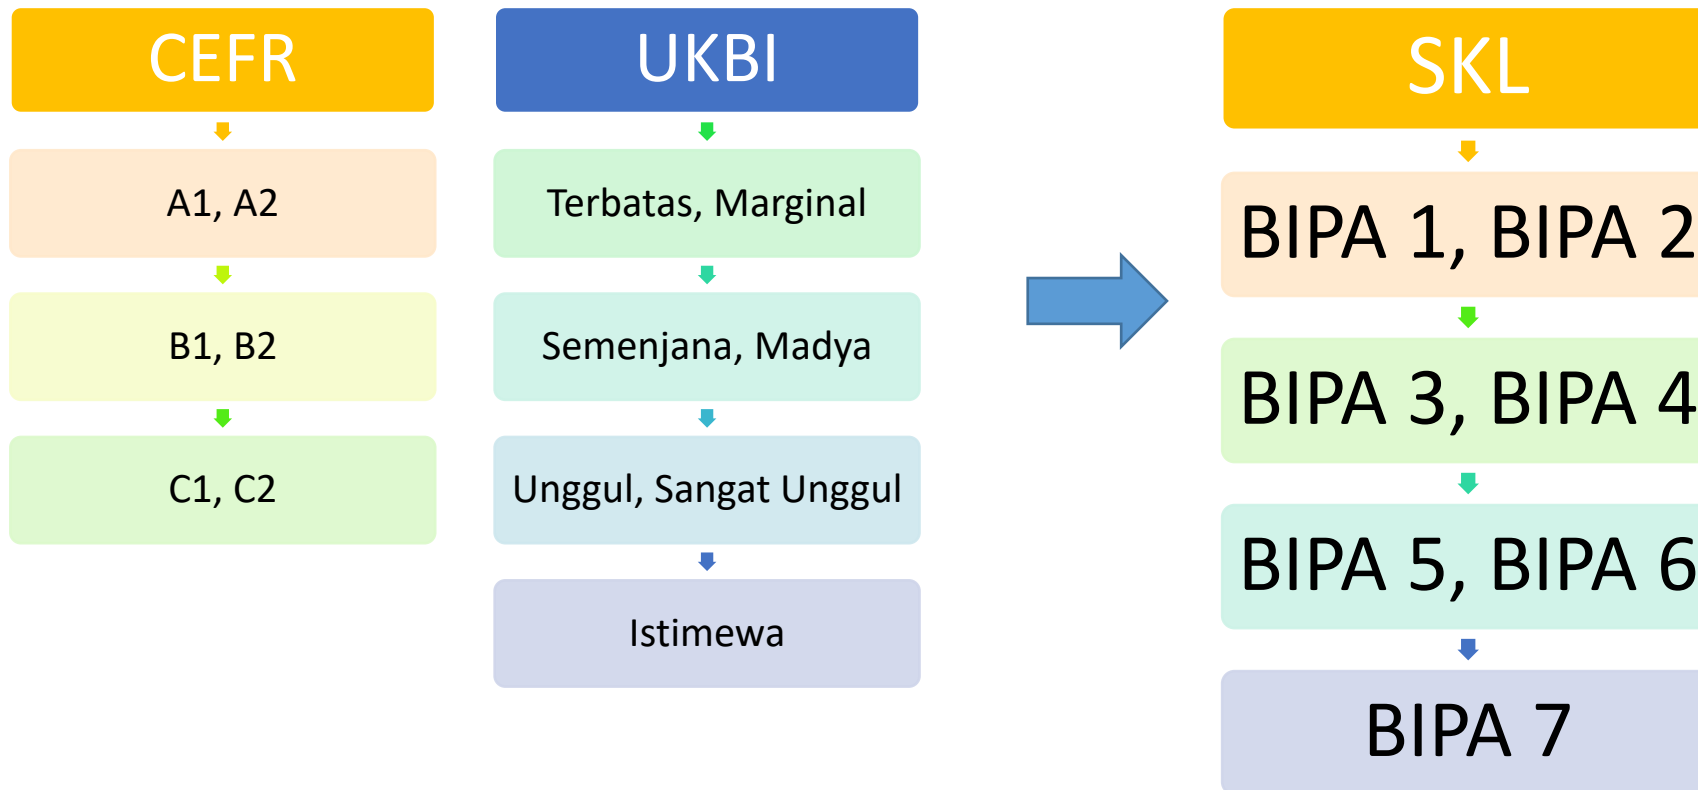 CEFR
A1, A2
B1, B2
C1, C2
UKBI
Terbatas, Marginal
Semenjana, Madya
Unggul, Sangat Unggul
Istimewa
SKL
BIPA 1, BIPA 2
BIPA 3, BIPA 4
BIPA 5, BIPA 6
BIPA 7